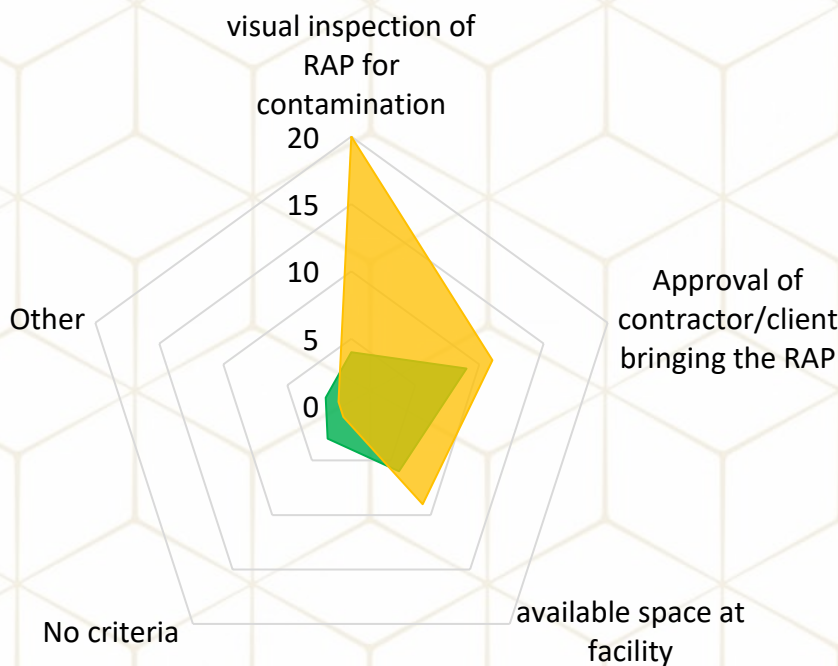 visual inspection of
RAP for
contamination
20
15
10
5
0
Approval of
contractor/client
bringing the RAP
Other
available space at
facility
No criteria